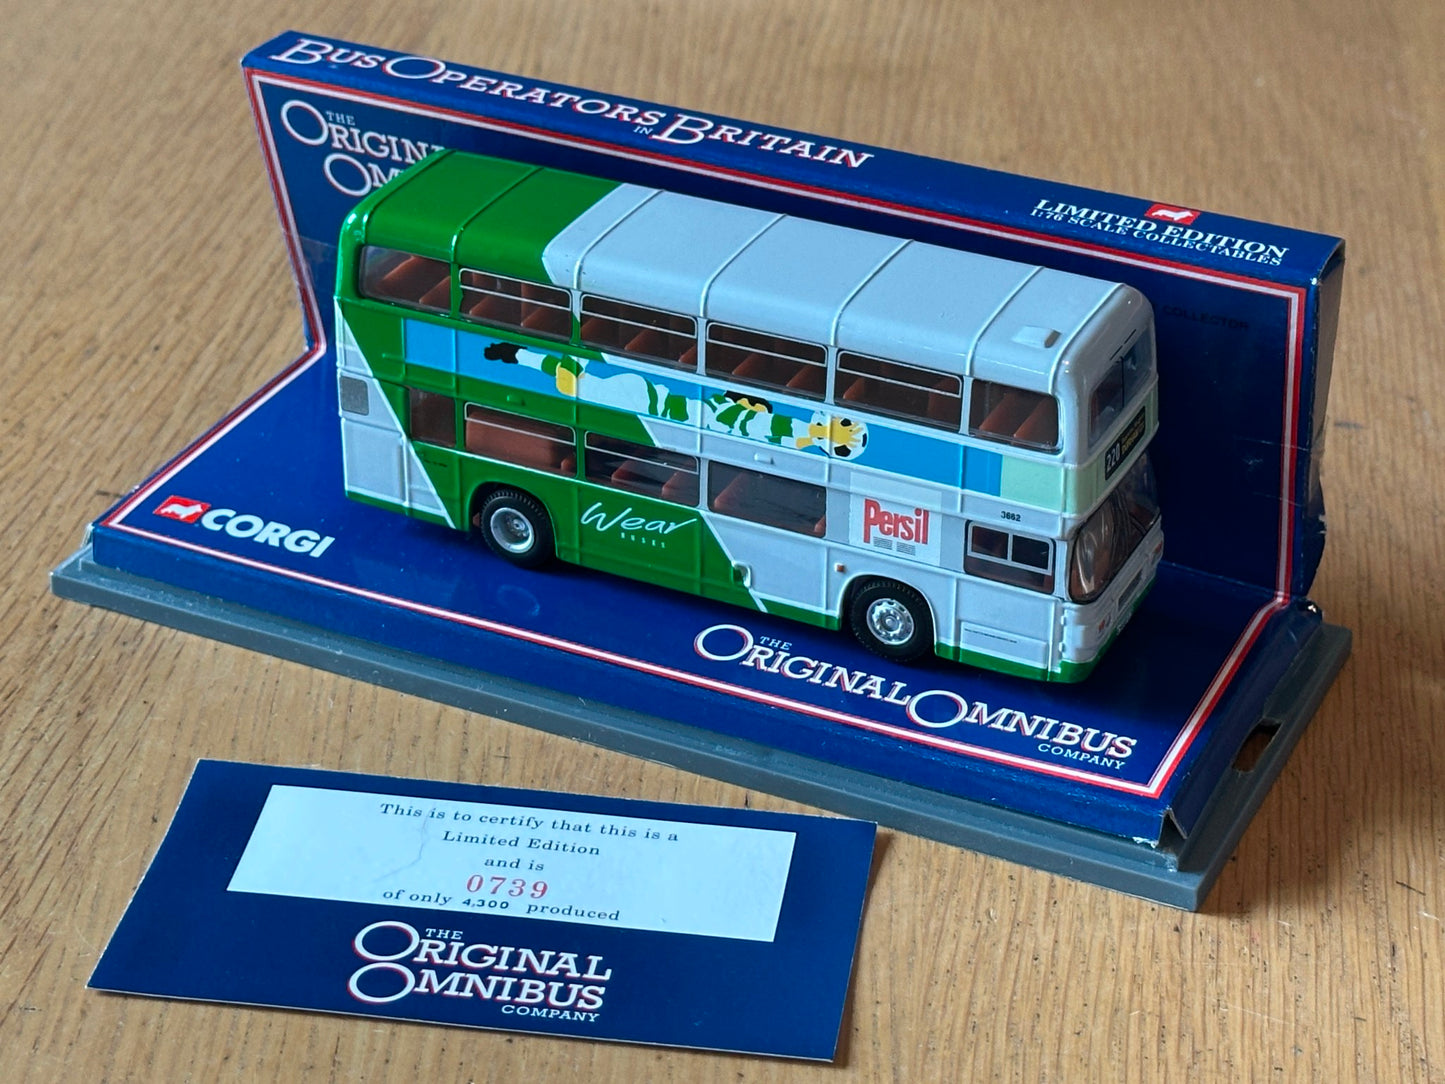 BUS OPERATORS
IN BRITAIN
THE
ORIGINAL
OM
LIMITED EDITION
1:76 SCALE COLLECTABLES
COLLECTOR
220
Wear
BUSES
Persil
3662
CORGI
THE
ORIGINAL OMNIBUS
COMPANY
This is to certify that this is a
Limited Edition
and is
0739
of only 4,300 produced
THE
ORIGINAL
OMNIBUS
COMPANY